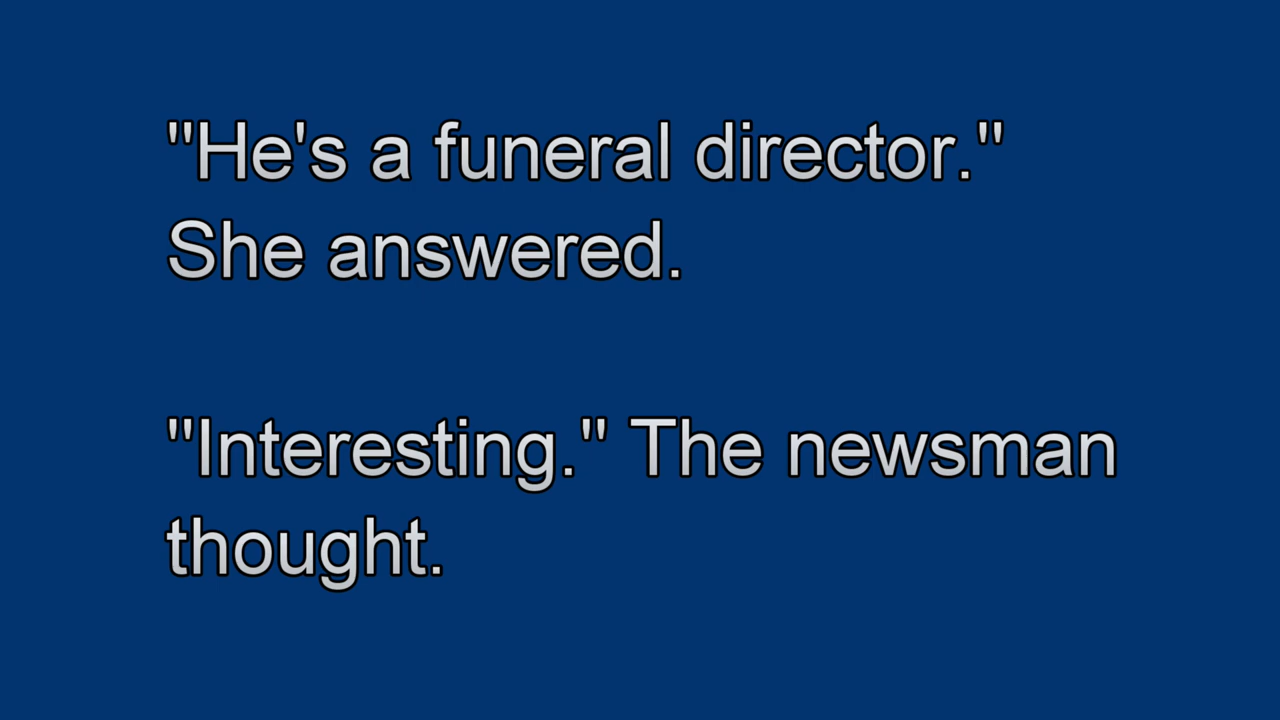 "He's a funeral director."
She answered.
"Interesting." The newsman
thought.